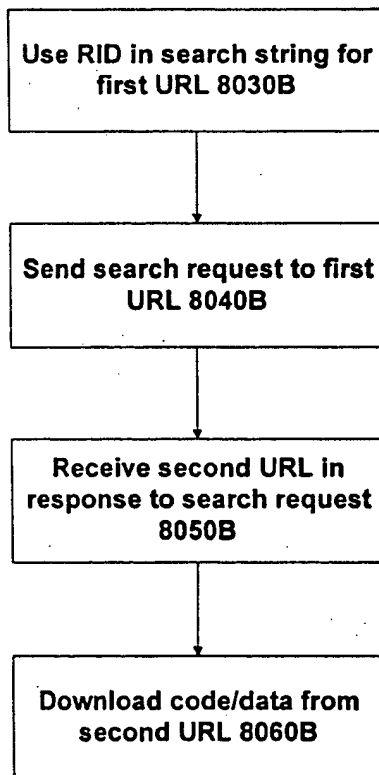 Use RID in search string for
first URL 8030B
Send search request to first
URL 8040B
Receive second URL in
response to search request
8050B
Download code/data from
second URL 8060B